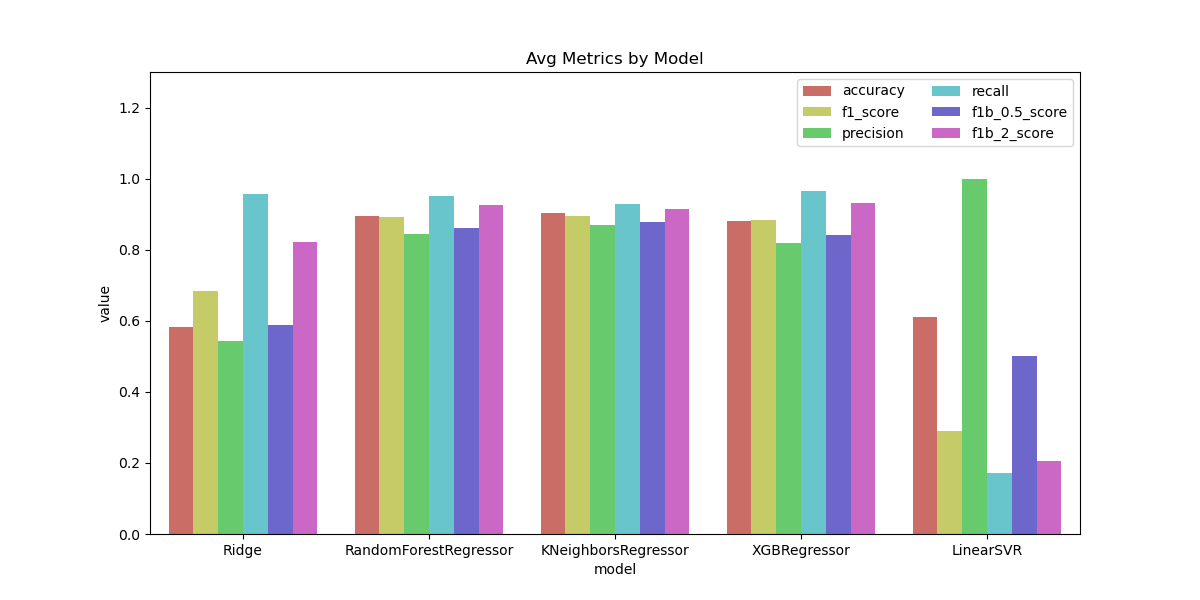 Avg Metrics by Model
accuracy
f1_score
precision
recall
f1b_0.5_score
f1b_2_score
value
1.2
1.0
0.8
0.6
0.4
0.2
0.0
Ridge
RandomForestRegressor
KNeighborsRegressor
XGBRegressor
LinearSVR
model